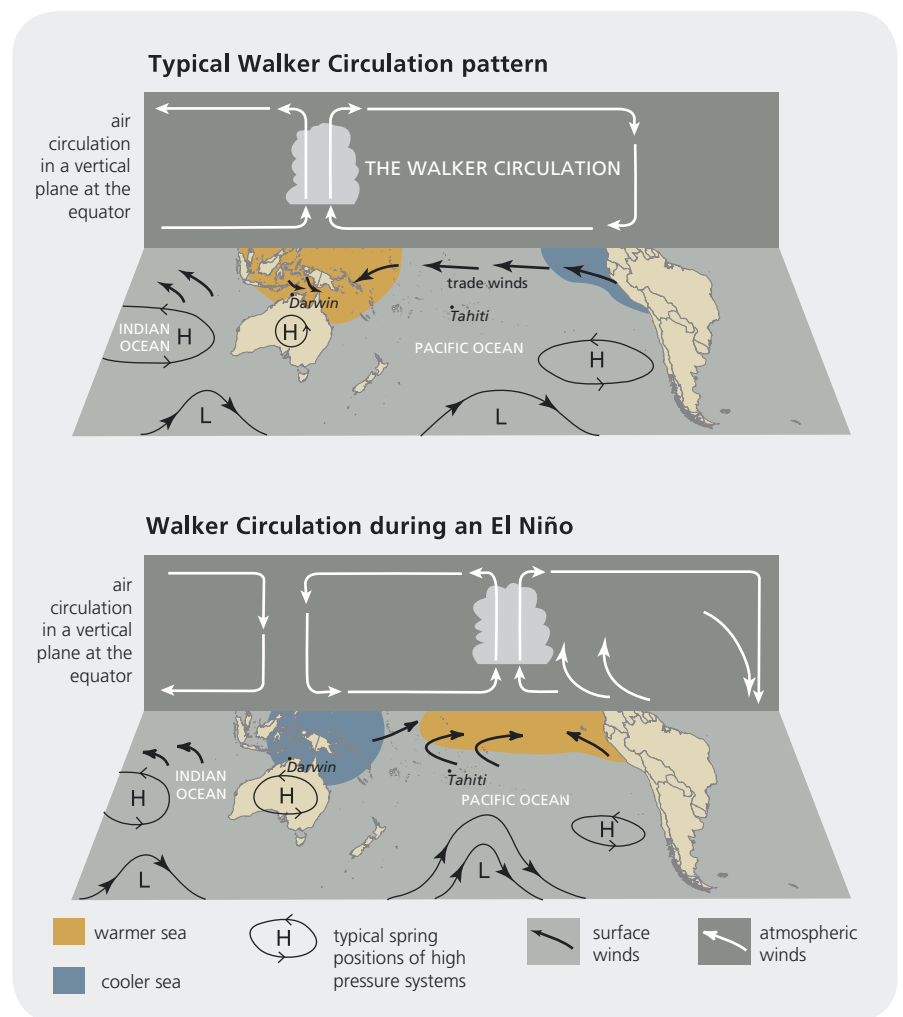 Typical Walker Circulation pattern
air
circulation
in a vertical
plane at the
equator
THE WALKER CIRCULATION
trade winds
Darwin
Tahiti
INDIAN
OCEAN
H
H
PACIFIC OCEAN
H
L
L
Walker Circulation during an El Niño
air
circulation
in a vertical
plane at the
equator
Darwin
INDIAN
OCEAN
Tahiti
H
H
PACIFIC OCEAN
H
L
L
warmer sea
cooler sea
H
typical spring
positions of high
pressure systems
surface
winds
atmospheric
winds